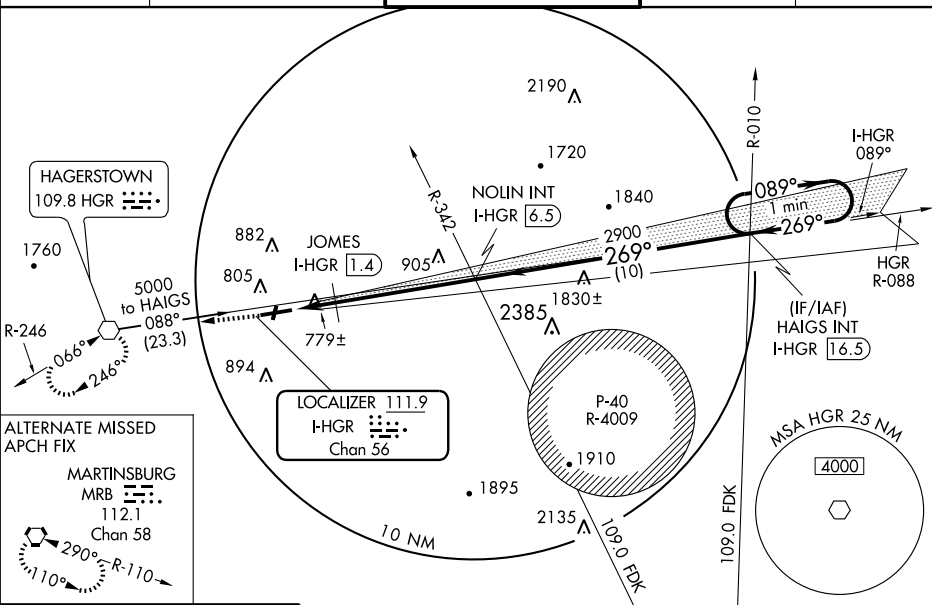 2190
1720
R-010
I-HGR
089°
HAGERSTOWN
109.8 HGR
R-342
NOLIN INT
I-HGR 6.5
1840
089°
1 min
269°
2900
269°
(10)
1760
882
JOMES
I-HGR 1.4
905
HGR
R-088
805
5000
to HAIGS
088°
(23.3)
1830±
2385
(IF/IAF)
HAIGS INT
I-HGR 16.5
R-246
066°
246°
779±
894
LOCALIZER 111.9
I-HGR
Chan 56
P-40
R-4009
1910
ALTERNATE MISSED
APCH FIX
MARTINSBURG
MRB
112.1
Chan 58
290°
R-110
110°
1895
10 NM
2135
109.0 FDK
109.0 FDK
MSA HGR 25 NM
4000